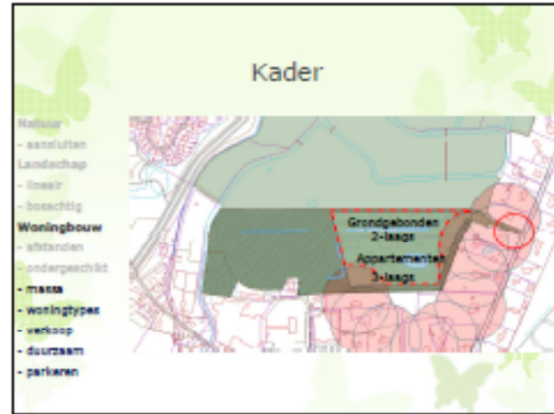 Kader
Natuur
- aansluiten
Landschap
- lineair
- bosachtig
Woningbouw
- afstanden
- ondergeschikt
- massa
- woningtypes
- verkoop
- duurzaam
- parkeren
Grondgebonden
2-laags
Appartementen
3-laags